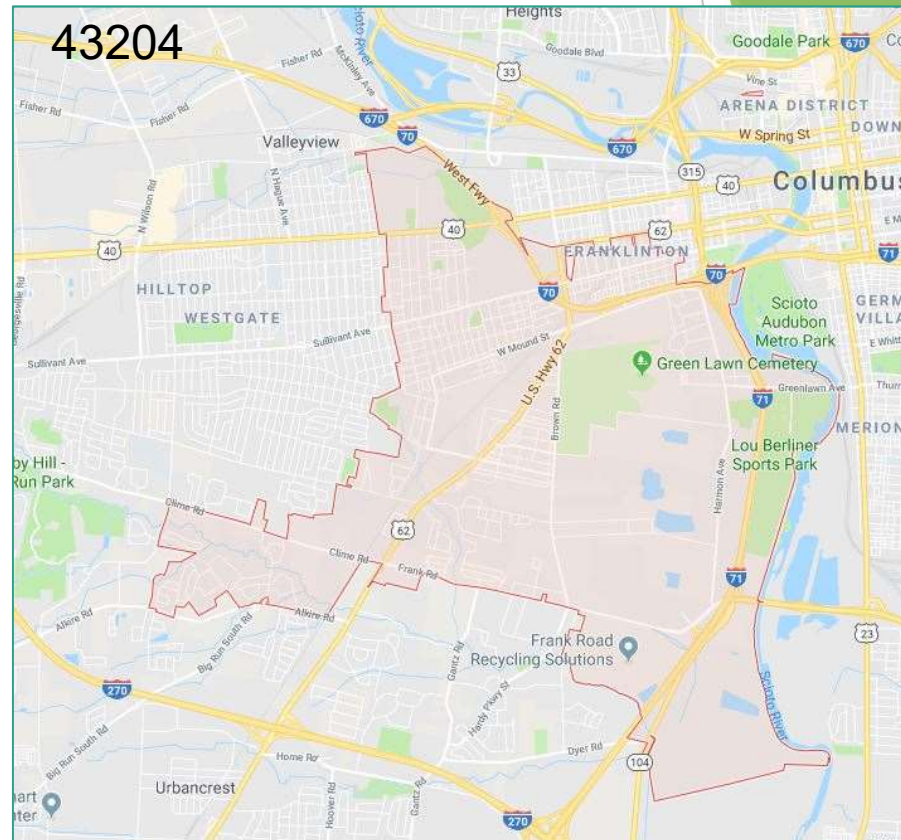 43204
Heights
Scioto River
McKinley Ave
Goodale Blvd
Goodale Park
670
33
Fisher Rd
Fisher Rd
Fisher Rd
Vine St
ARENA DISTRICT
670
70
W Spring St
DOWN
Valleyview
670
N Wilson Rd
N Hague Ave
West Fwy
315
40
Columbus
40
62
40
FRANKLINTON
71
Georgesville Rd
HILLTOP
70
70
WESTGATE
Scioto
Audubon
Metro Park
GERM
VILLA
Sullivant Ave
Sullivant Ave
W Mound St
E Whitt
U.S. Hwy 62
Green Lawn Cemetery
Greenlawn Ave
Thurm
71
Brown Rd
MERION
by Hill -
Run Park
Lou Berliner
Sports Park
Harmon Ave
Clime Rd
62
Clime Rd
Frank Rd
71
Alkire Rd
Alkire Rd
Big Run South Rd
23
Frank Road
Recycling Solutions
Gantz Rd
270
Hardy Pkwy St
Scioto River
Big Run South Rd
Home Rd
Dyer Rd
104
Urbancrest
Hoover Rd
Gantz Rd
270